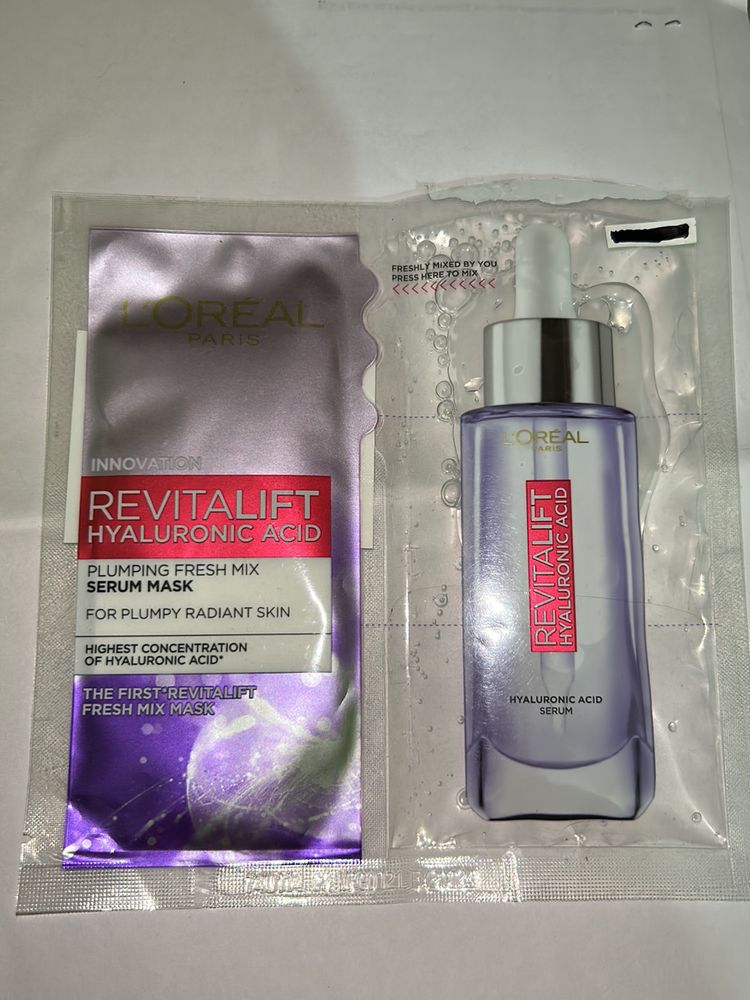 L'ORÉAL
PARIS
INNOVATION
REVITALIFT
HYALURONIC ACID
PLUMPING FRESH MIX
SERUM MASK
FOR PLUMPY RADIANT SKIN
HIGHEST CONCENTRATION
OF HYALURONIC ACID*
THE FIRST*REVITALIFT
FRESH MIX MASK
FRESHLY MIXED BY YOU
PRESS HERE TO MIX
<<<<<<<<<<<
L'ORÉAL
PARIS
REVITALIFT
HYALURONIC ACID
HYALURONIC ACID
SERUM